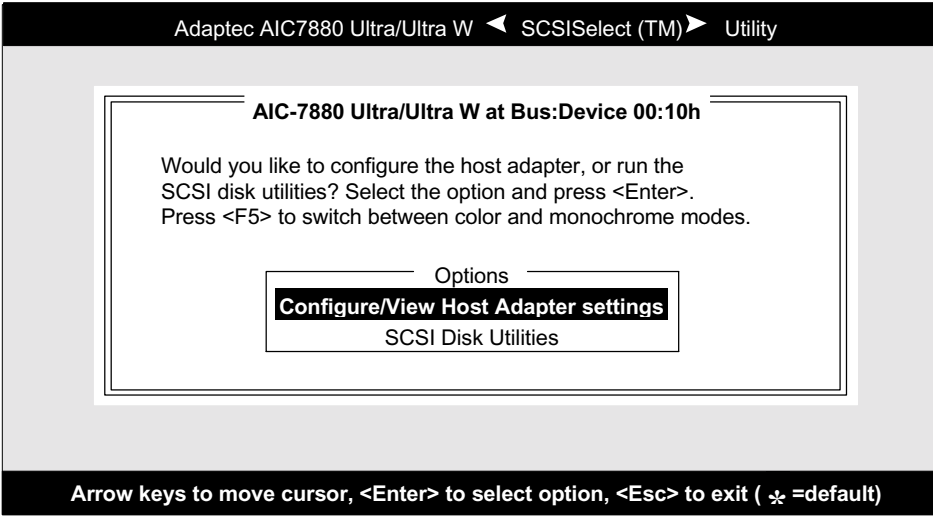 Adaptec AIC7880 Ultra/Ultra W ⮜ SCSISelect (TM)⮞ Utility
AIC-7880 Ultra/Ultra W at Bus:Device 00:10h
Would you like to configure the host adapter, or run the
SCSI disk utilities? Select the option and press <Enter>.
Press <F5> to switch between color and monochrome modes.
Options
Configure/View Host Adapter settings
SCSI Disk Utilities
Arrow keys to move cursor, <Enter> to select option, <Esc> to exit ( * =default)